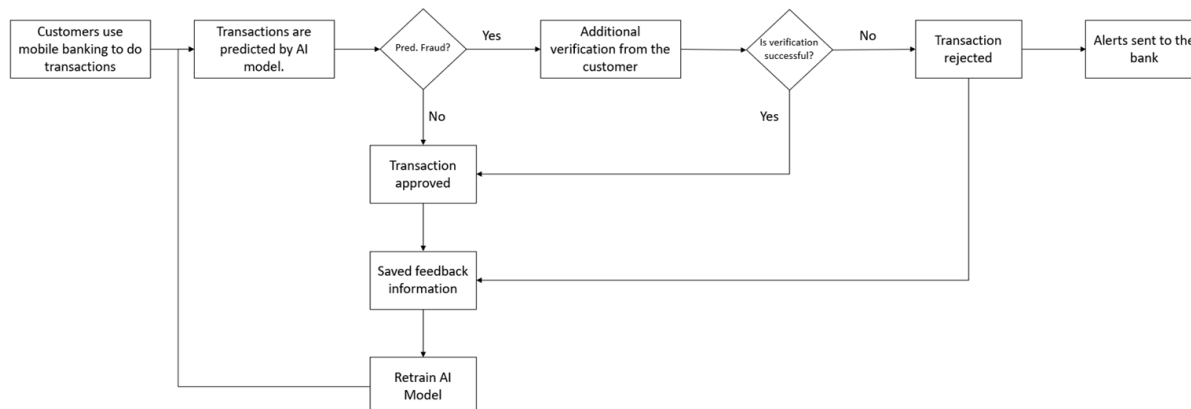 Customers use
mobile banking to do
transactions
Transactions are
predicted by AI
model.
Pred. Fraud?
Yes
Additional
verification from the
customer
Is verification
successful?
No
Transaction
rejected
Alerts sent to the
bank
No
Yes
Transaction
approved
Saved feedback
information
Retrain AI
Model